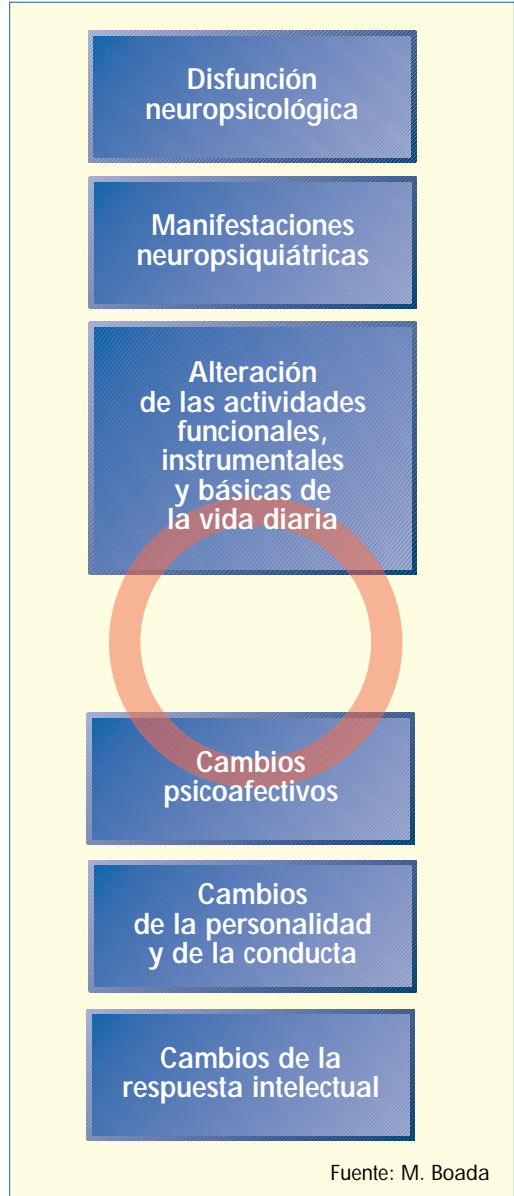 Disfunción
neuropsicológica
Manifestaciones
neuropsiquiátricas
Alteración
de las actividades
funcionales,
instrumentales
y básicas de
la vida diaria
Cambios
psicoafectivos
Cambios
de la personalidad
y de la conducta
Cambios de la
respuesta intelectual
Fuente: M. Boada